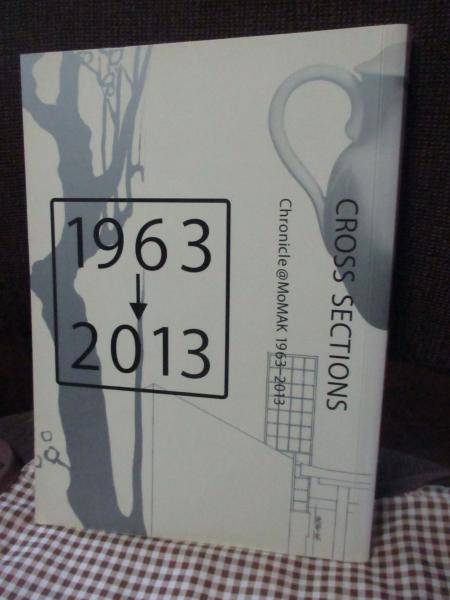 CROSS SECTIONS
Chronicle@MoMAK 1963–2013
1963
2013